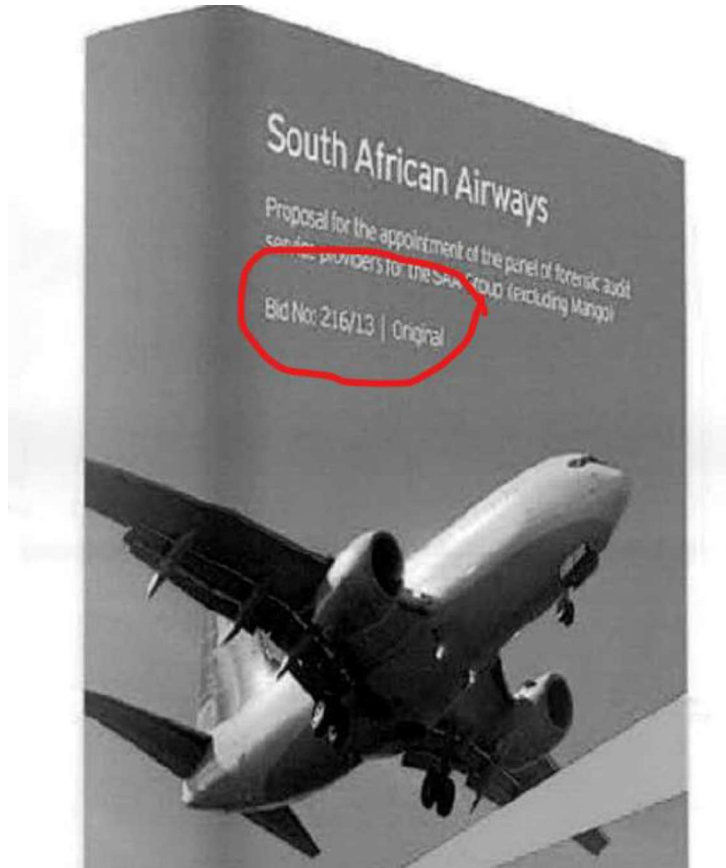 South African Airways
Proposal for the appointment of the panel of forensic audit
service providers for the SAA Group (excluding Mango)
Bid No: 216/13 | Original